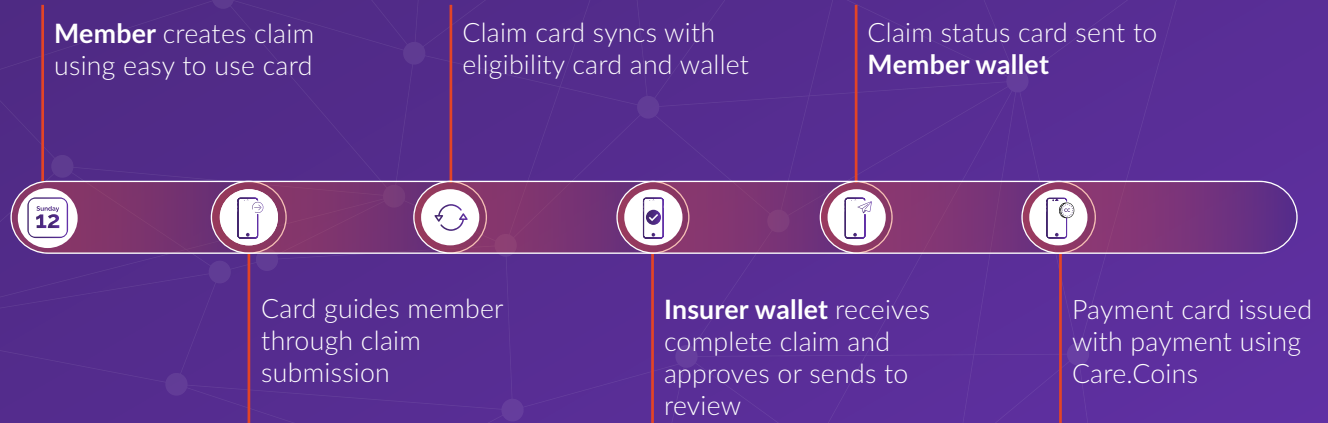 Member creates claim
using easy to use card
Claim card syncs with
eligibility card and wallet
Claim status card sent to
Member wallet
Sunday
12
CC
Card guides member
through claim
submission
Insurer wallet receives
complete claim and
approves or sends to
review
Payment card issued
with payment using
Care.Coins